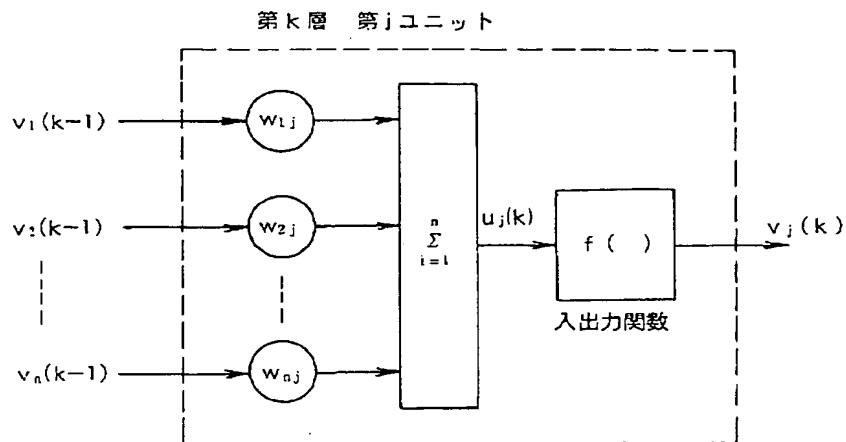 第k層 第jユニット
v₁(k−1)
w₁ⱼ
v₂(k−1)
w₂ⱼ
n
Σ
i=1
uⱼ(k)
f( )
vⱼ(k)
入出力関数
vₙ(k−1)
wₙⱼ